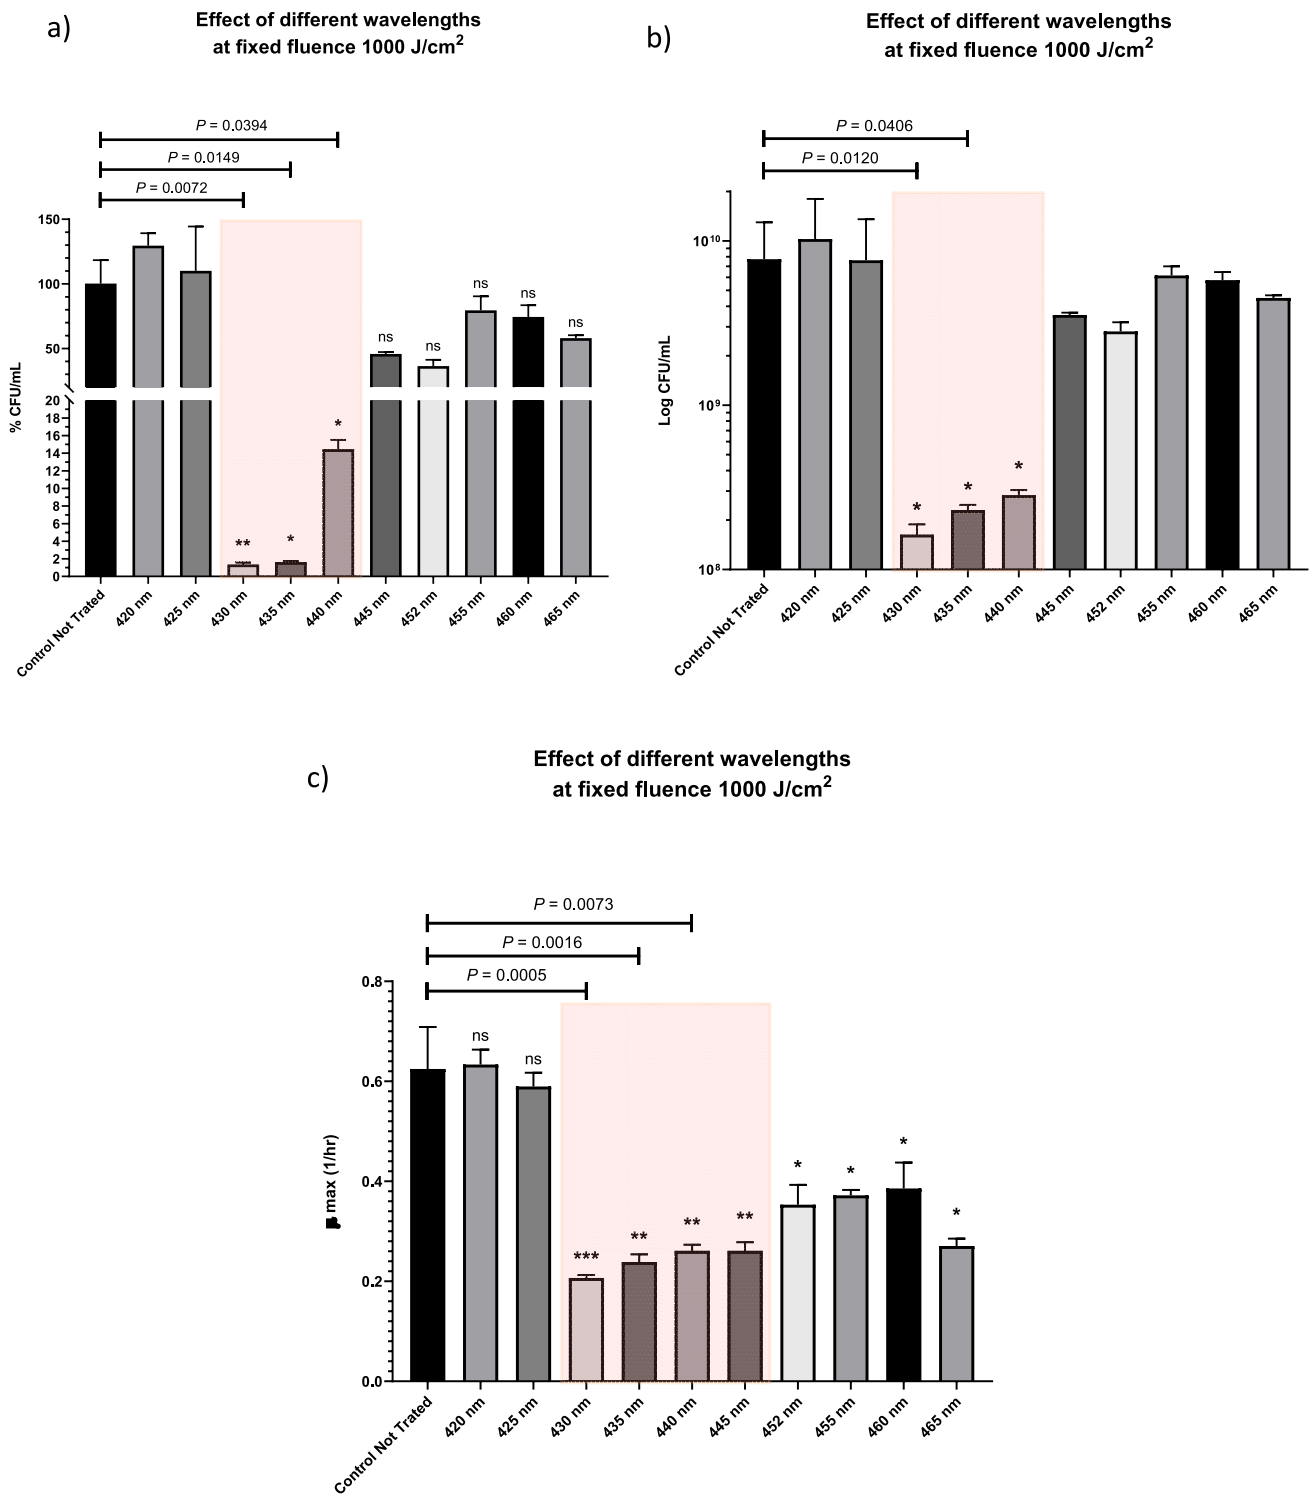 a)
Effect of different wavelengths
at fixed fluence 1000 J/cm²
P = 0.0394
P = 0.0149
P = 0.0072
% CFU/mL
150
100
50
20
18
16
14
12
10
8
6
4
2
0
**
*
*
ns
ns
ns
ns
ns
Control Not Trated
420 nm
425 nm
430 nm
435 nm
440 nm
445 nm
452 nm
455 nm
460 nm
465 nm
b)
Effect of different wavelengths
at fixed fluence 1000 J/cm²
P = 0.0406
P = 0.0120
Log CFU/mL
10¹⁰
10⁹
10⁸
*
*
*
Control Not Trated
420 nm
425 nm
430 nm
435 nm
440 nm
445 nm
452 nm
455 nm
460 nm
465 nm
c)
Effect of different wavelengths
at fixed fluence 1000 J/cm²
P = 0.0073
P = 0.0016
P = 0.0005
max (1/hr)
0.8
0.6
0.4
0.2
0.0
ns
ns
***
**
**
**
*
*
*
*
Control Not Trated
420 nm
425 nm
430 nm
435 nm
440 nm
445 nm
452 nm
455 nm
460 nm
465 nm